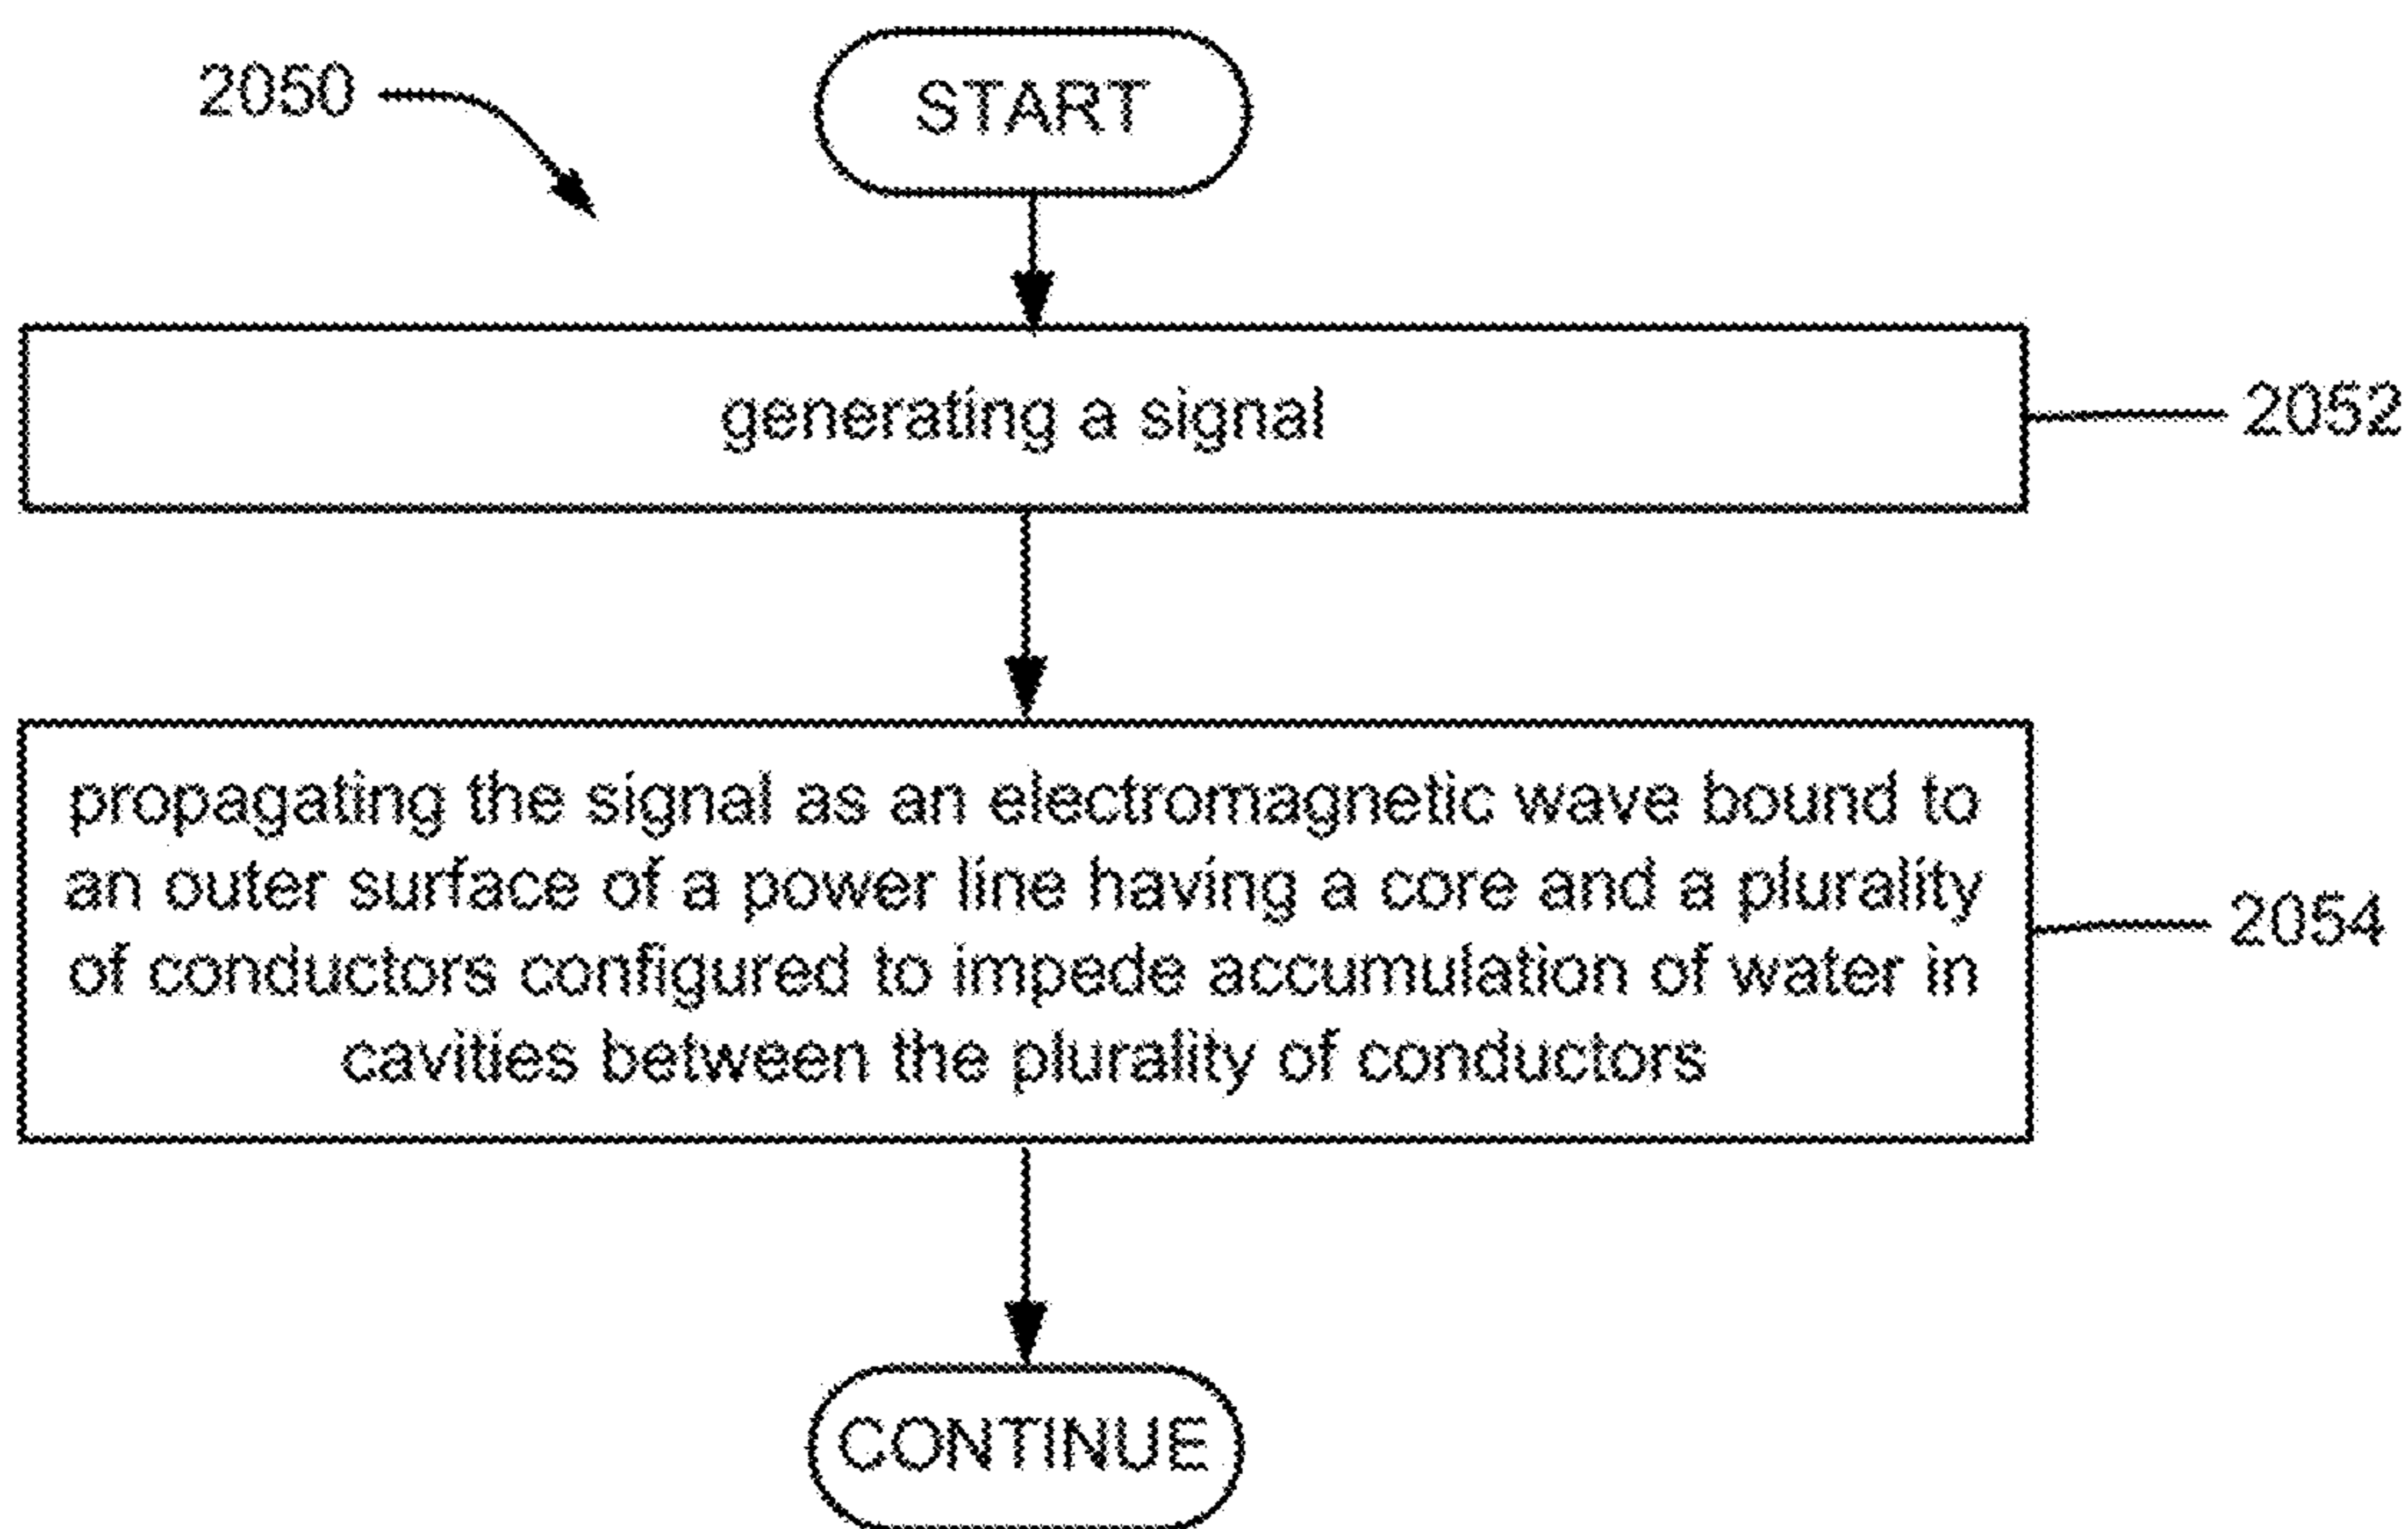 2050
START
generating a signal
2052
propagating the signal as an electromagnetic wave bound to
an outer surface of a power line having a core and a plurality
of conductors configured to impede accumulation of water in
cavities between the plurality of conductors
2054
CONTINUE